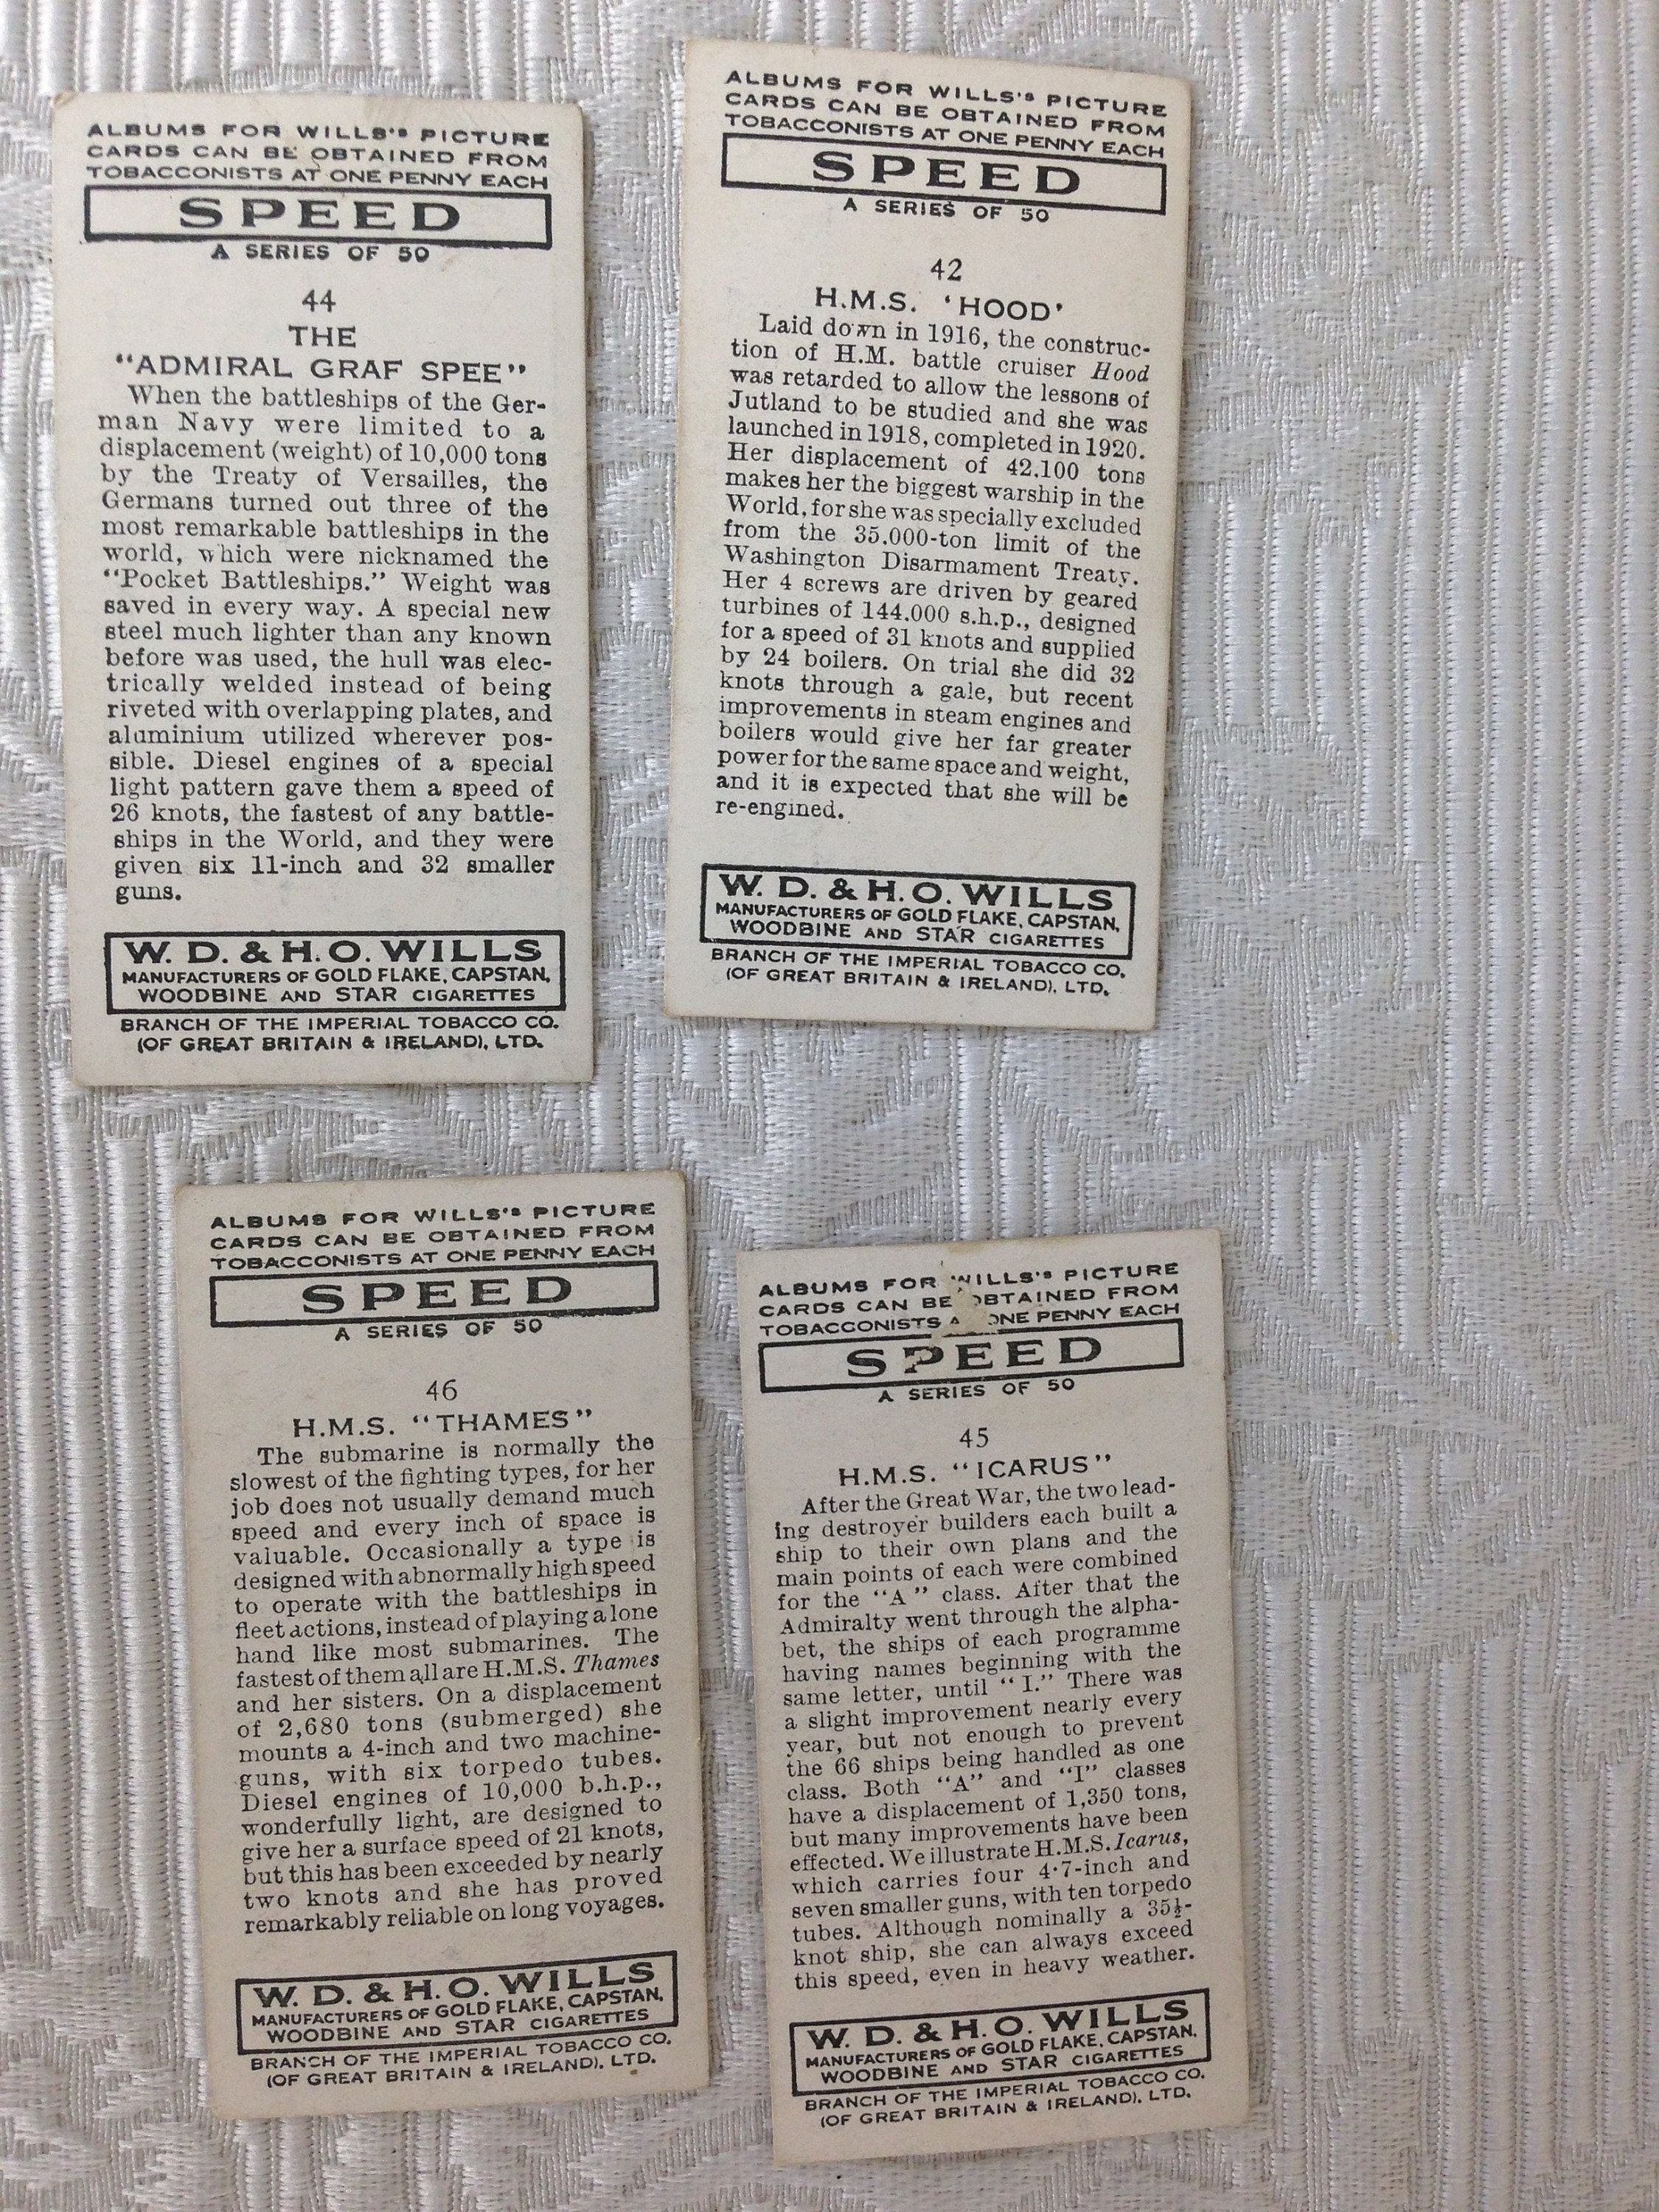 ALBUMS FOR WILLS'S PICTURE
CARDS CAN BE OBTAINED FROM
TOBACCONISTS AT ONE PENNY EACH
SPEED
A SERIES OF 50
44
THE
"ADMIRAL GRAF SPEE"
When the battleships of the Ger-
man Navy were limited to a
displacement (weight) of 10,000 tons
by the Treaty of Versailles, the
Germans turned out three of the
most remarkable battleships in the
world, which were nicknamed the
"Pocket Battleships." Weight was
saved in every way. A special new
steel much lighter than any known
before was used, the hull was elec-
trically welded instead of being
riveted with overlapping plates, and
aluminium utilized wherever pos-
sible. Diesel engines of a special
light pattern gave them a speed of
26 knots, the fastest of any battle-
ships in the World, and they were
given six 11-inch and 32 smaller
guns.
W. D. & H. O. WILLS
MANUFACTURERS OF GOLD FLAKE, CAPSTAN,
WOODBINE AND STAR CIGARETTES
BRANCH OF THE IMPERIAL TOBACCO CO.
(OF GREAT BRITAIN & IRELAND), LTD.
ALBUMS FOR WILLS'S PICTURE
CARDS CAN BE OBTAINED FROM
TOBACCONISTS AT ONE PENNY EACH
SPEED
A SERIES OF 50
42
H.M.S. 'HOOD'
Laid down in 1916, the construc-
tion of H.M. battle cruiser Hood
was retarded to allow the lessons of
Jutland to be studied and she was
launched in 1918, completed in 1920.
Her displacement of 42.100 tons
makes her the biggest warship in the
World, for she was specially excluded
from the 35.000-ton limit of the
Washington Disarmament Treaty.
Her 4 screws are driven by geared
turbines of 144.000 s.h.p., designed
for a speed of 31 knots and supplied
by 24 boilers. On trial she did 32
knots through a gale, but recent
improvements in steam engines and
boilers would give her far greater
power for the same space and weight,
and it is expected that she will be
re-engined.
W. D. & H. O. WILLS
MANUFACTURERS OF GOLD FLAKE, CAPSTAN,
WOODBINE AND STAR CIGARETTES
BRANCH OF THE IMPERIAL TOBACCO CO.
(OF GREAT BRITAIN & IRELAND), LTD.
ALBUMS FOR WILLS'S PICTURE
CARDS CAN BE OBTAINED FROM
TOBACCONISTS AT ONE PENNY EACH
SPEED
A SERIES OF 50
46
H.M.S. "THAMES"
The submarine is normally the
slowest of the fighting types, for her
job does not usually demand much
speed and every inch of space is
valuable. Occasionally a type is
designed with abnormally high speed
to operate with the battleships in
fleet actions, instead of playing a lone
hand like most submarines. The
fastest of them all are H.M.S. Thames
and her sisters. On a displacement
of 2,680 tons (submerged) she
mounts a 4-inch and two machine-
guns, with six torpedo tubes.
Diesel engines of 10,000 b.h.p.,
wonderfully light, are designed to
give her a surface speed of 21 knots,
but this has been exceeded by nearly
two knots and she has proved
remarkably reliable on long voyages.
W. D. & H. O. WILLS
MANUFACTURERS OF GOLD FLAKE, CAPSTAN,
WOODBINE AND STAR CIGARETTES
BRANCH OF THE IMPERIAL TOBACCO CO.
(OF GREAT BRITAIN & IRELAND), LTD.
ALBUMS FOR WILLS'S PICTURE
CARDS CAN BE OBTAINED FROM
TOBACCONISTS ONE PENNY EACH
SPEED
A SERIES OF 50
45
H.M.S. "ICARUS"
After the Great War, the two lead-
ing destroyer builders each built a
ship to their own plans and the
main points of each were combined
for the "A" class. After that the
Admiralty went through the alpha-
bet, the ships of each programme
having names beginning with the
same letter, until "I." There was
a slight improvement nearly every
year, but not enough to prevent
the 66 ships being handled as one
class. Both "A" and "I" classes
have a displacement of 1,350 tons,
but many improvements have been
effected. We illustrate H.M.S. Icarus,
which carries four 4·7-inch and
seven smaller guns, with ten torpedo
tubes. Although nominally a 35½-
knot ship, she can always exceed
this speed, even in heavy weather.
W. D. & H. O. WILLS
MANUFACTURERS OF GOLD FLAKE, CAPSTAN,
WOODBINE AND STAR CIGARETTES
BRANCH OF THE IMPERIAL TOBACCO CO.
(OF GREAT BRITAIN & IRELAND), LTD.